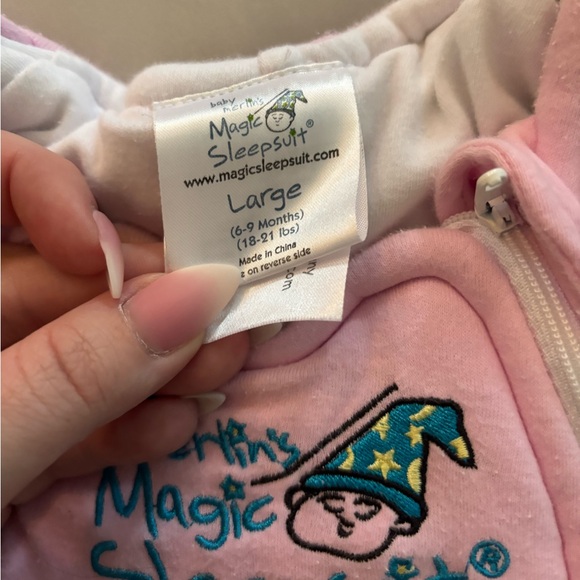 baby
Merlin's
Magic
Sleepsuit®
www.magicsleepsuit.com
Large
(6-9 Months)
(18-21 lbs)
Made in China
on reverse side
com
Magic
®